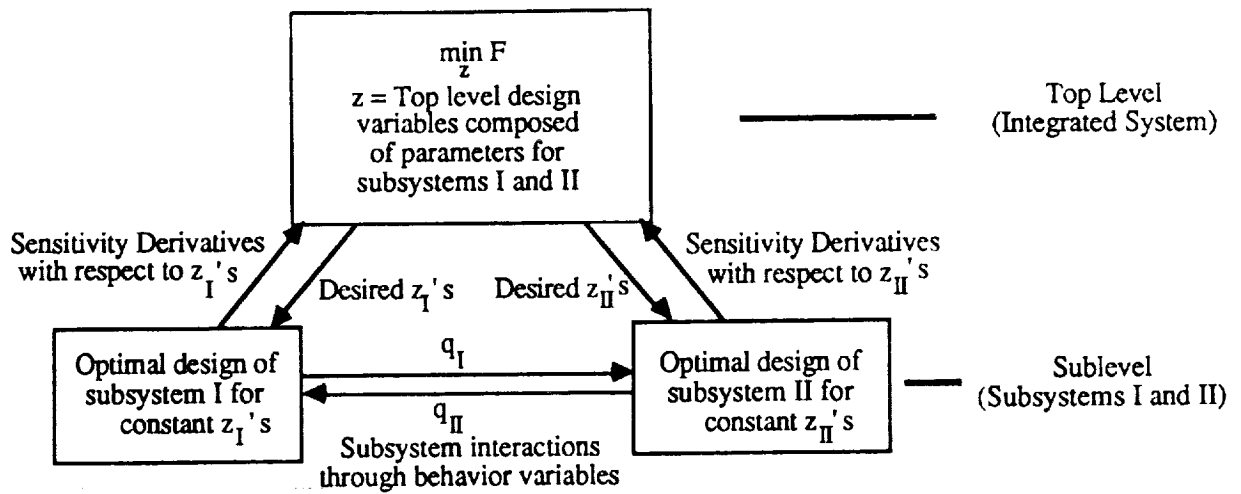 min F
z
z = Top level design
variables composed
of parameters for
subsystems I and II
Top Level
(Integrated System)
Sensitivity Derivatives
with respect to z_I's
Desired z_I's
Desired z_II's
Sensitivity Derivatives
with respect to z_II's
Optimal design of
subsystem I for
constant z_I's
q_I
q_II
Subsystem interactions
through behavior variables
Optimal design of
subsystem II for
constant z_II's
Sublevel
(Subsystems I and II)